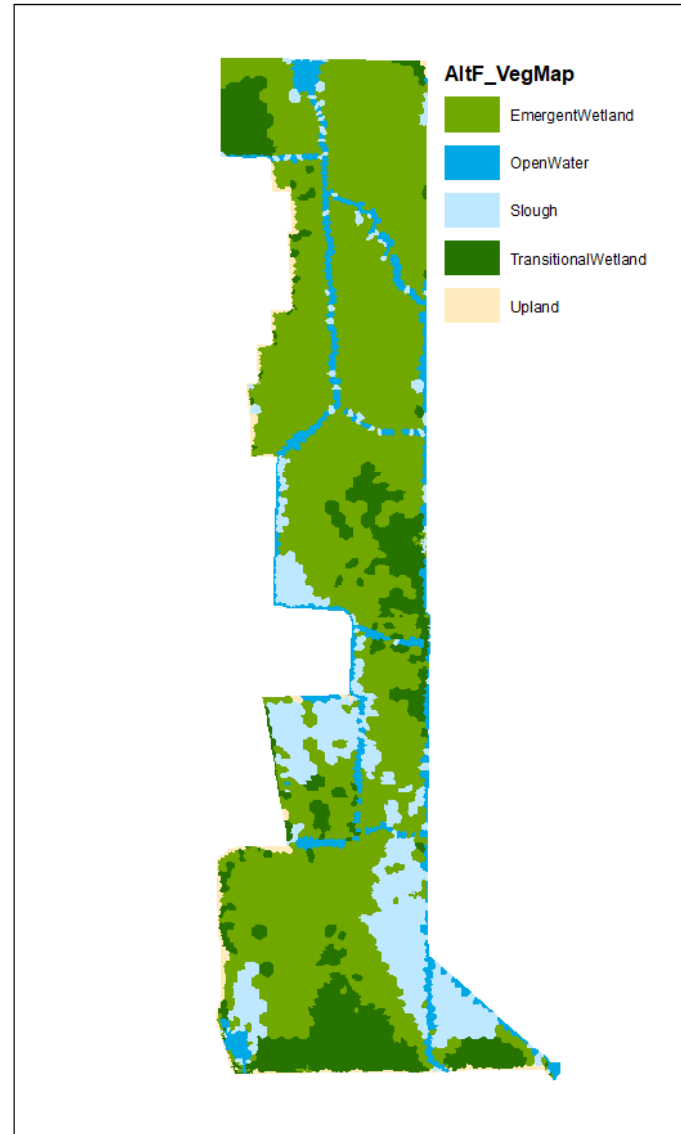 AltF_VegMap
EmergentWetland
OpenWater
Slough
TransitionalWetland
Upland